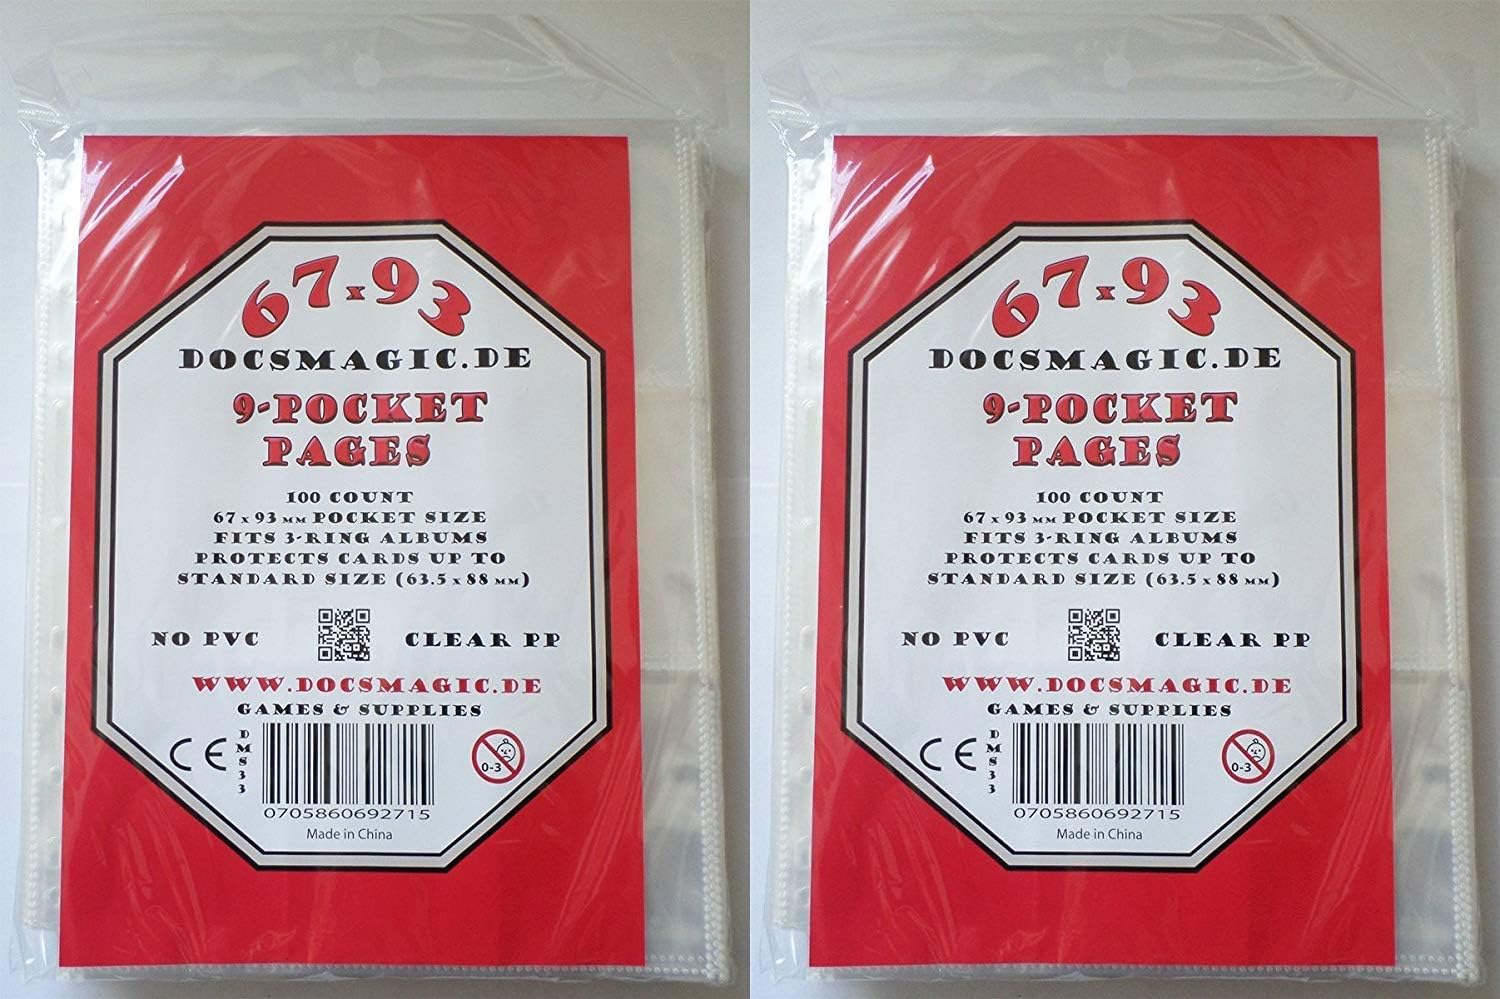 67x93
DOCSMAGIC.DE
9-POCKET
PAGES
100 COUNT
67 x 93 MM POCKET SIZE
FITS 3-RING ALBUMS
PROTECTS CARDS UP TO
STANDARD SIZE (63.5 x 88 MM)
NO PVC CLEAR PP
WWW.DOCSMAGIC.DE
GAMES & SUPPLIES
CE
DMS33
0-3
0705860692715
Made in China
67x93
DOCSMAGIC.DE
9-POCKET
PAGES
100 COUNT
67 x 93 MM POCKET SIZE
FITS 3-RING ALBUMS
PROTECTS CARDS UP TO
STANDARD SIZE (63.5 x 88 MM)
NO PVC CLEAR PP
WWW.DOCSMAGIC.DE
GAMES & SUPPLIES
CE
DMS33
0-3
0705860692715
Made in China